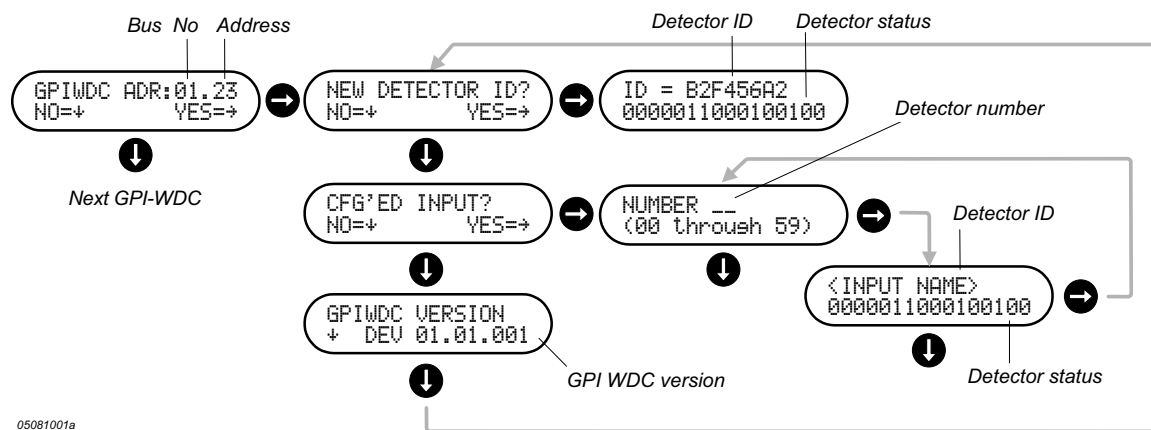 Bus No Address
Detector ID
Detector status
GPIWDC ADR:01.23
NO=↓ YES=→
NEW DETECTOR ID?
NO=↓ YES=→
ID = B2F456A2
00000110001001 00
Detector number
Next GPI-WDC
CFG'ED INPUT?
NO=↓ YES=→
NUMBER __
(00 through 59)
Detector ID
<INPUT NAME>
0000011000100100
GPIWDC VERSION
↓ DEV 01.01.001
GPI WDC version
Detector status
05081001a